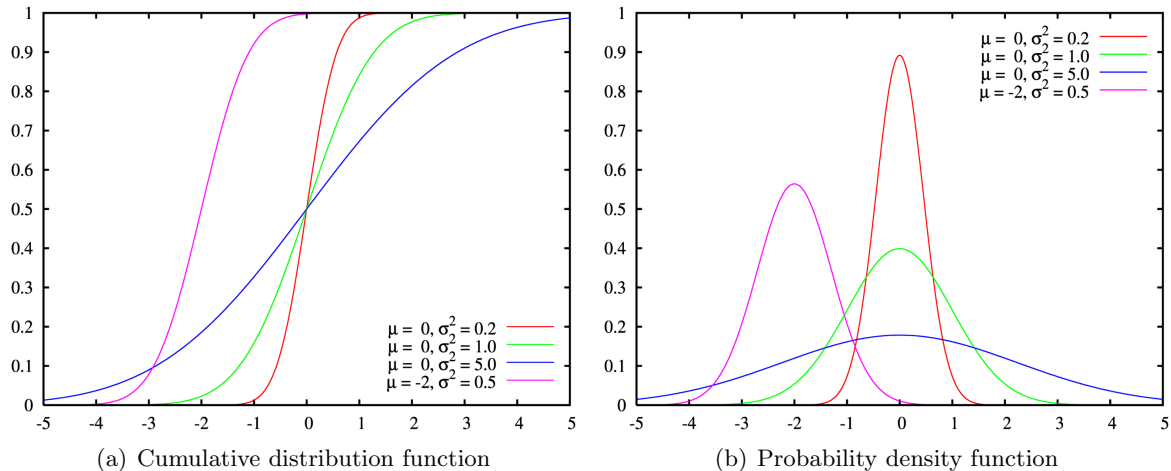 1
0.9
0.8
0.7
0.6
0.5
0.4
0.3
0.2
0.1
0
μ = 0, σ2 = 0.2
μ = 0, σ2 = 1.0
μ = 0, σ2 = 5.0
μ = -2, σ2 = 0.5
-5 -4 -3 -2 -1 0 1 2 3 4 5
(a) Cumulative distribution function
1
0.9
0.8
0.7
0.6
0.5
0.4
0.3
0.2
0.1
0
μ = 0, σ2 = 0.2
μ = 0, σ2 = 1.0
μ = 0, σ2 = 5.0
μ = -2, σ2 = 0.5
-5 -4 -3 -2 -1 0 1 2 3 4 5
(b) Probability density function